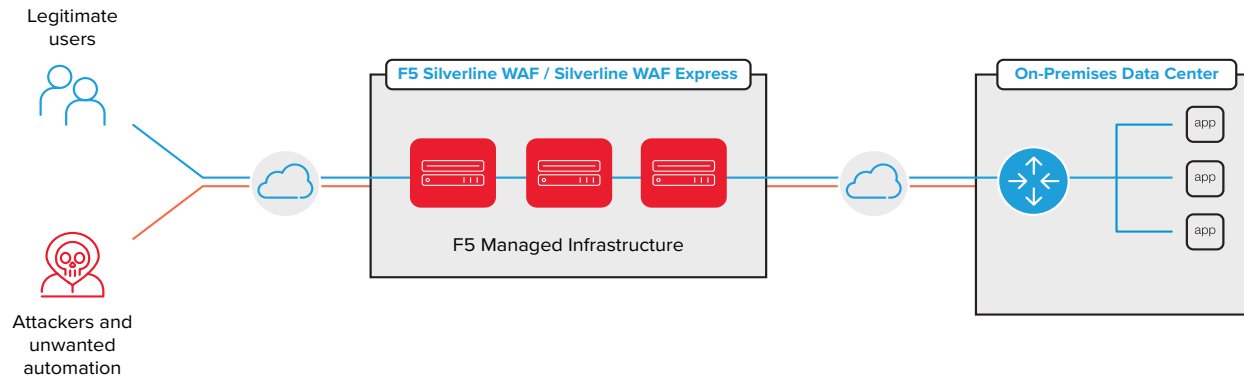 Legitimate
users
F5 Silverline WAF / Silverline WAF Express
On-Premises Data Center
app
app
app
F5 Managed Infrastructure
Attackers and
unwanted
automation